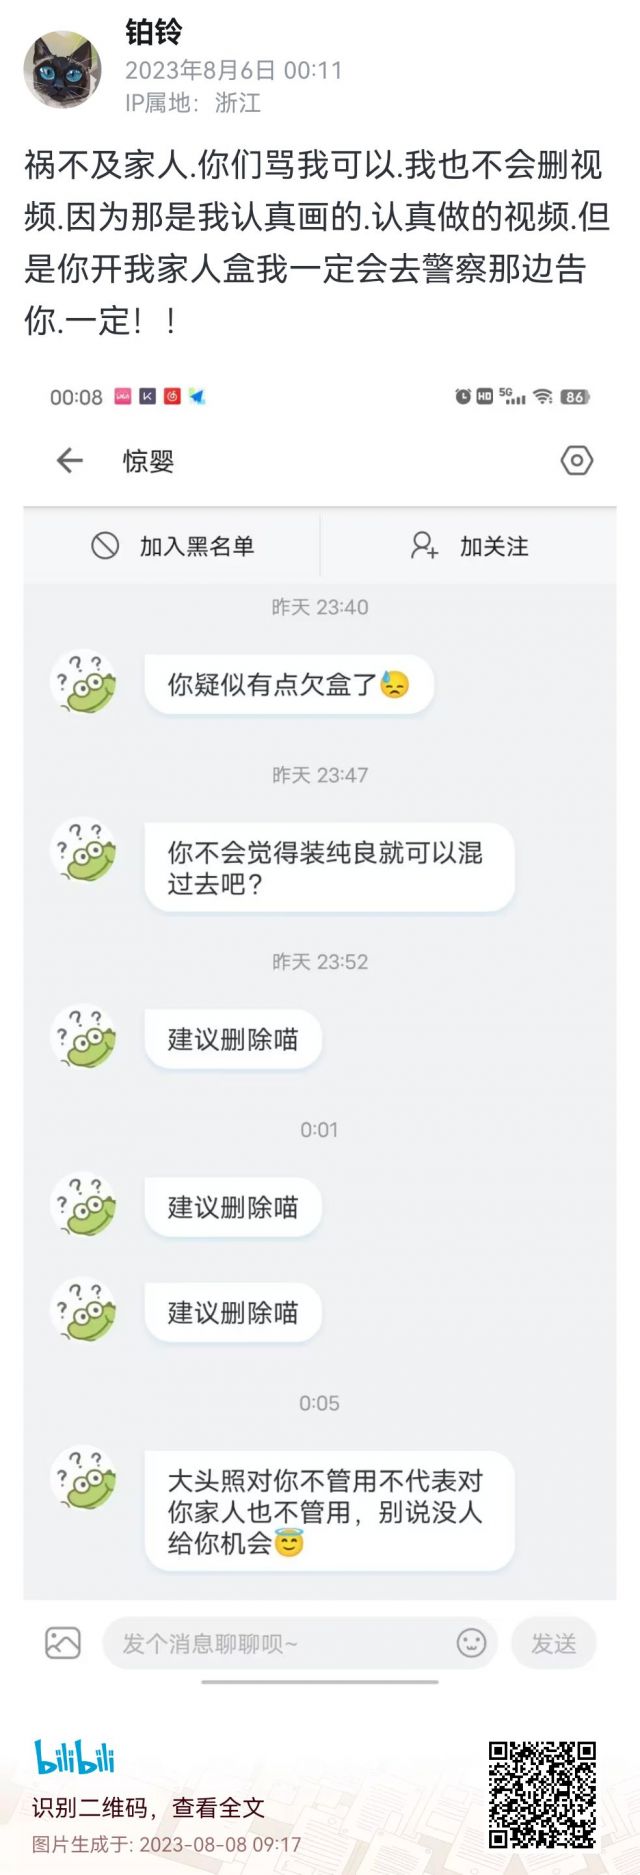 铂铃
2023年8月6日 00:11
IP属地：浙江
祸不及家人.你们骂我可以.我也不会删视
频.因为那是我认真画的.认真做的视频.但
是你开我家人盒我一定会去警察那边告
你.一定！！
00:08
HD 5G 86
惊婴
加入黑名单
加关注
昨天 23:40
? ?
?
你疑似有点欠盒了
昨天 23:47
? ?
?
你不会觉得装纯良就可以混
过去吧？
昨天 23:52
? ?
?
建议删除喵
0:01
? ?
?
建议删除喵
? ?
?
建议删除喵
0:05
? ?
?
大头照对你不管用不代表对
你家人也不管用，别说没人
给你机会
发个消息聊聊呗~
发送
bilibili
识别二维码，查看全文
图片生成于: 2023-08-08 09:17